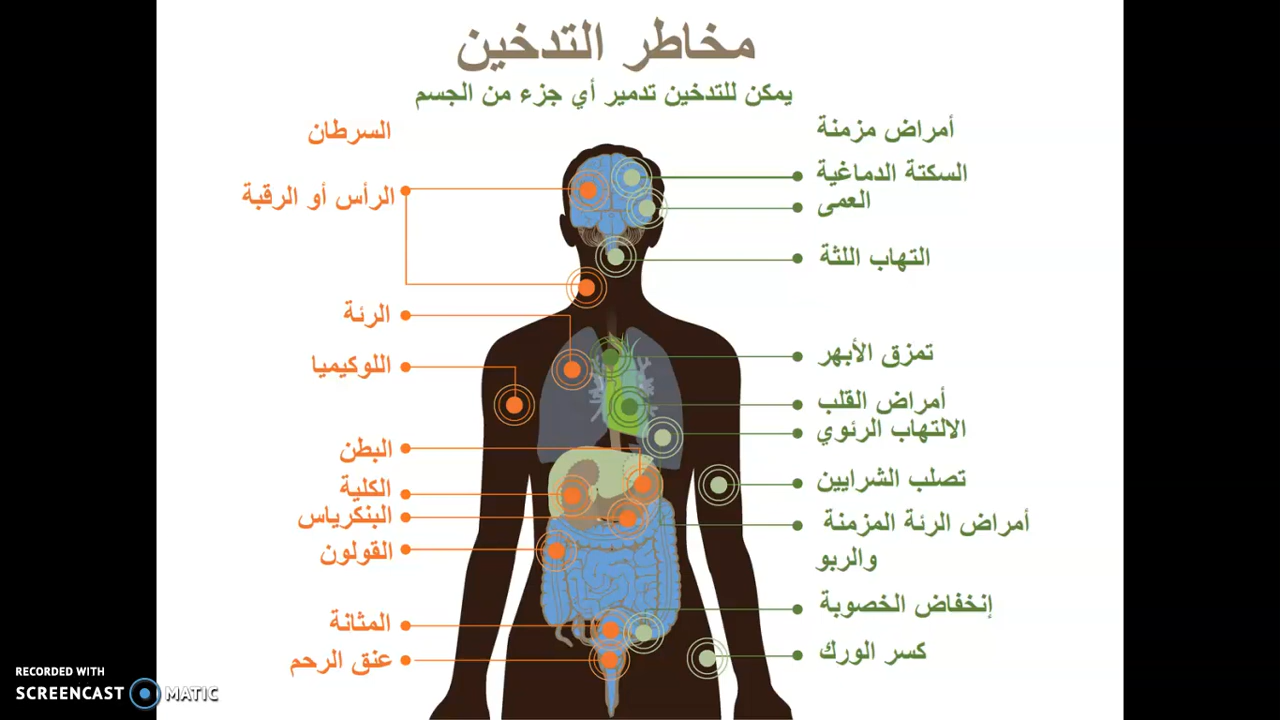 مخاطر التدخين
يمكن للتدخين تدمير أي جزء من الجسم
أمراض مزمنة
السكتة الدماغية
العمى
التهاب اللثة
تمزق الأبهر
أمراض القلب
الالتهاب الرئوي
تصلب الشرايين
أمراض الرئة المزمنة
والربو
إنخفاض الخصوبة
كسر الورك
السرطان
الرأس أو الرقبة
الرئة
اللوكيميا
البطن
الكلية
البنكرياس
القولون
المثانة
عنق الرحم
RECORDED WITH
SCREENCAST MATIC